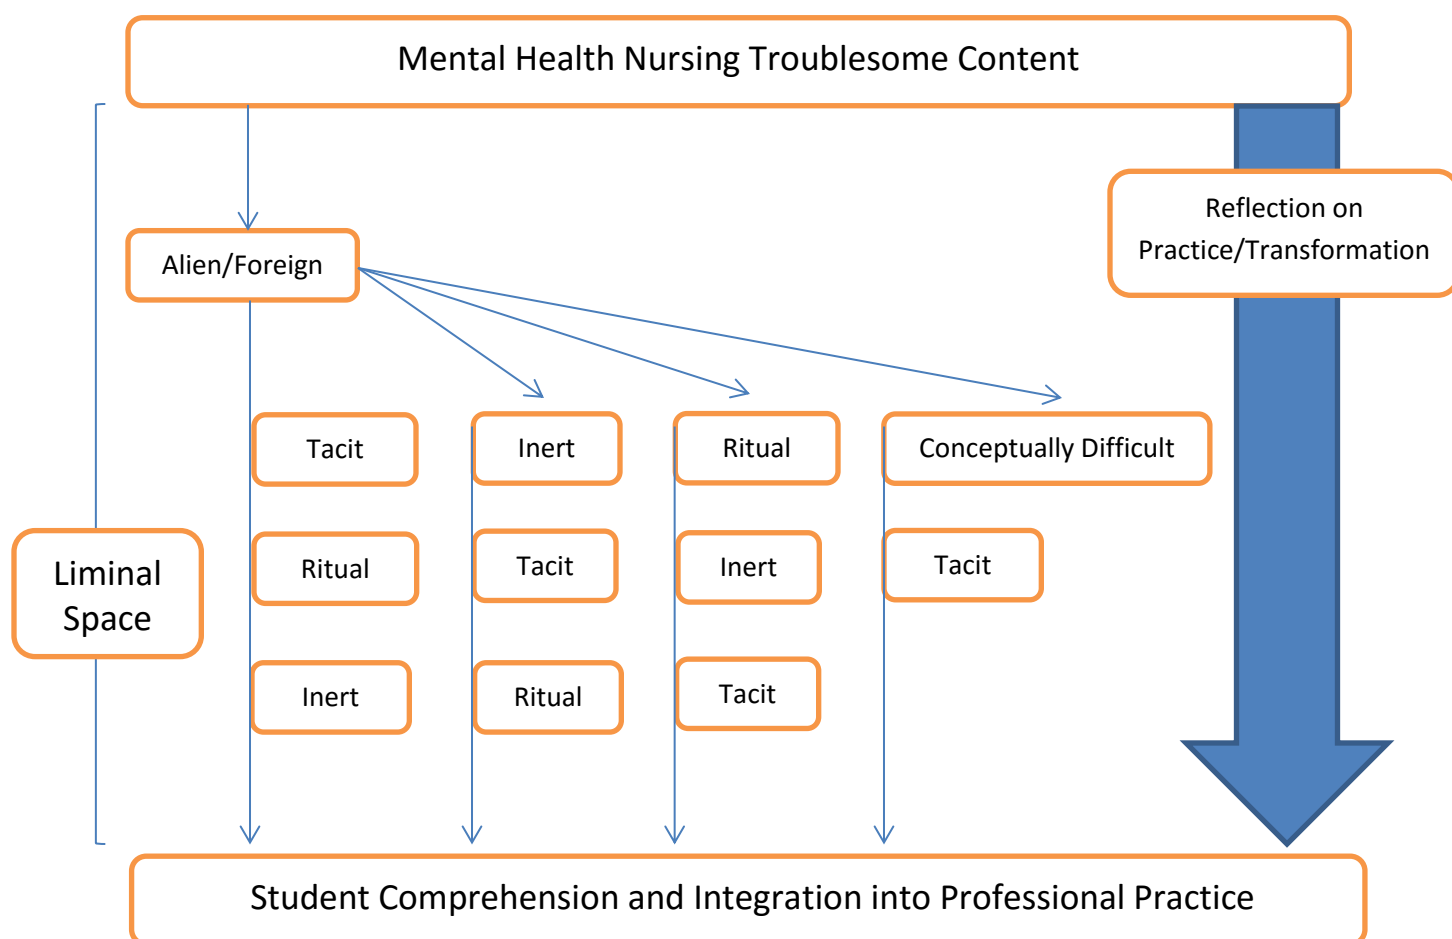 Mental Health Nursing Troublesome Content
Reflection on
Practice/Transformation
Alien/Foreign
Tacit
Inert
Ritual
Conceptually Difficult
Liminal
Space
Ritual
Tacit
Inert
Tacit
Inert
Ritual
Tacit
Student Comprehension and Integration into Professional Practice